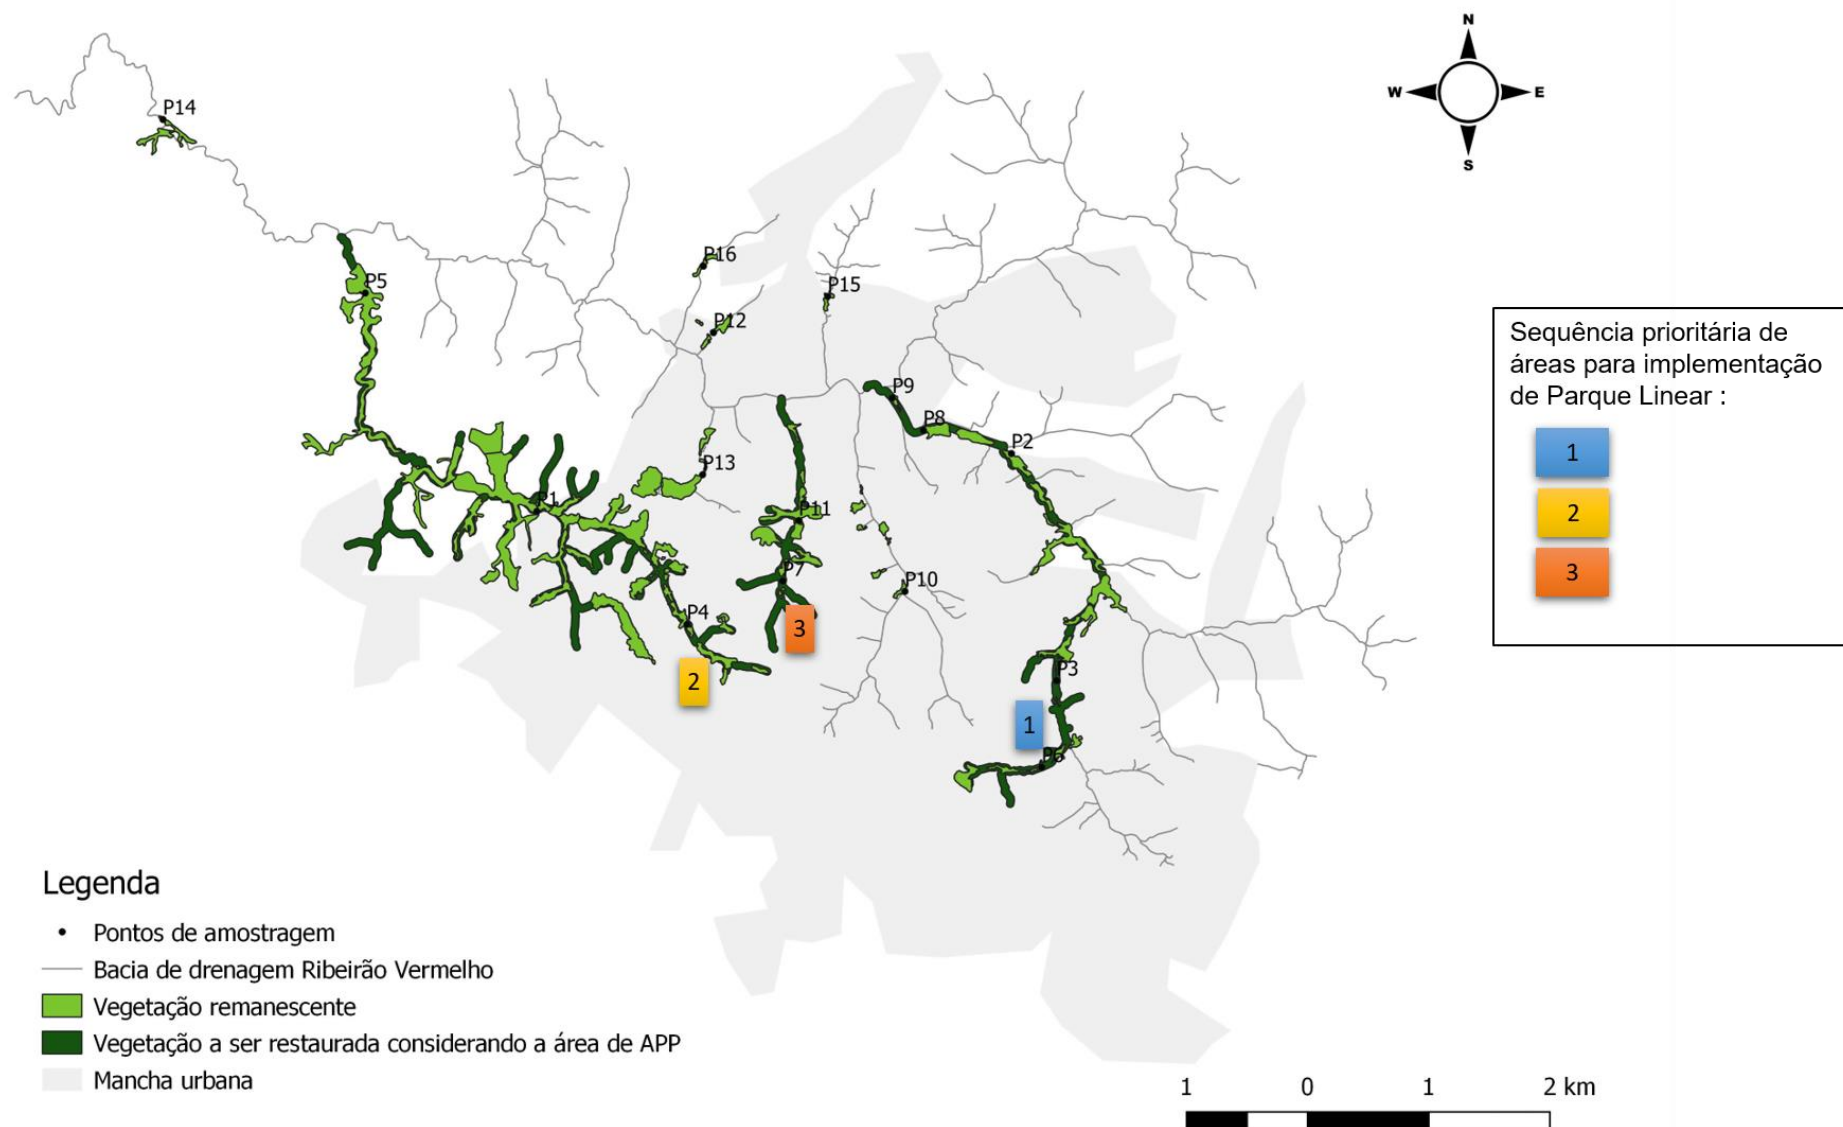 N
W
E
S
P14
P16
P5
P15
P12
P9
P8
P2
P13
P1
P11
P7
P10
P4
3
P3
2
1
P6
Sequência prioritária de
áreas para implementação
de Parque Linear :
1
2
3
Legenda
Pontos de amostragem
Bacia de drenagem Ribeirão Vermelho
Vegetação remanescente
Vegetação a ser restaurada considerando a área de APP
Mancha urbana
1 0 1 2 km